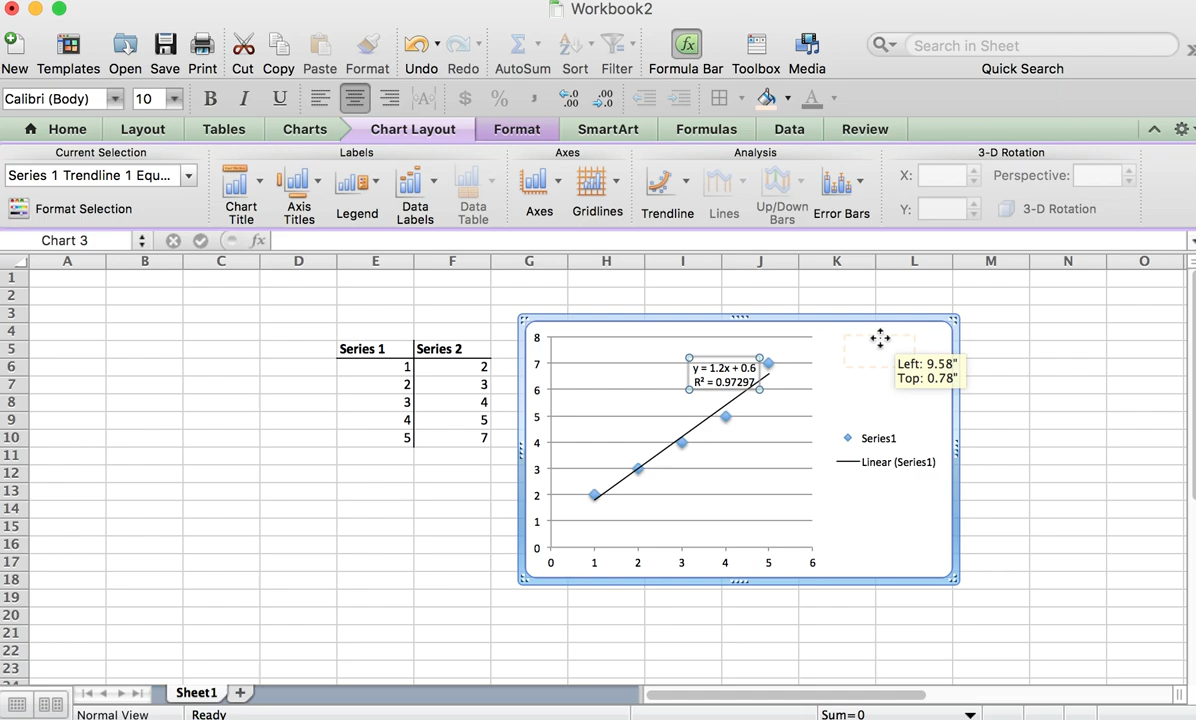 Workbook2
New Templates Open Save Print Cut Copy Paste Format Undo Redo AutoSum Sort Filter Formula Bar Toolbox Media
Search in Sheet
Quick Search
Calibri (Body) 10 B I U A $ % , A
Home Layout Tables Charts Chart Layout Format SmartArt Formulas Data Review
Current Selection Labels Axes Analysis 3-D Rotation
Series 1 Trendline 1 Equ...
Format Selection
Chart Title
Axis Titles
Legend
Data Labels
Data Table
Axes
Gridlines
Trendline
Lines
Up/Down Bars
Error Bars
X: Perspective:
Y: 3-D Rotation
Chart 3 fx
A B C D E F G H I J K L M N O
1
2
3
4
5 Series 1 Series 2
6 1 2
7 2 3
8 3 4
9 4 5
10 5 7
11
12
13
14
15
16
17
18
19
20
21
22
23
8
7
6
5
4
3
2
1
0
0 1 2 3 4 5 6
y = 1.2x + 0.6
R² = 0.97297
Left: 9.58"
Top: 0.78"
Series1
Linear (Series1)
Sheet1
Normal View Ready Sum=0